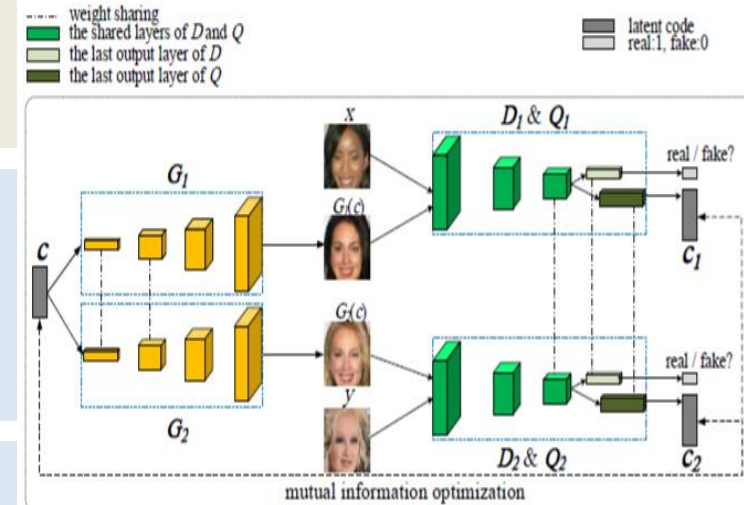 weight sharing
the shared layers of D and Q
the last output layer of D
the last output layer of Q
latent code
real:1, fake:0
x
D1 & Q1
real / fake?
G1
G1(c)
c
c1
G2(c)
real / fake?
y
G2
D2 & Q2
c2
mutual information optimization